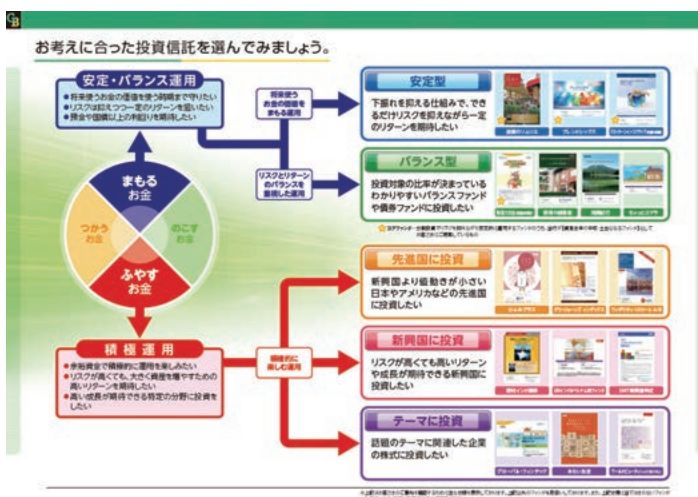 お考えに合った投資信託を選んでみましょう。
安定・バランス運用
●将来使うお金の価値を使う時期まで守りたい
●リスクは抑えつつ一定のリターンを狙いたい
●預金や国債以上の利回りを期待したい
まもる
お金
つかう
お金
のこす
お金
ふやす
お金
積極運用
●余裕資金で積極的に運用を楽しみたい
●リスクが高くても、大きく資産を増やすための
高いリターンを期待したい
●高い成長が期待できる特定の分野に投資を
したい
将来使う
お金の価値を
まもる運用
リスクとリターン
のバランスを
重視した運用
積極的に
楽しむ運用
安定型
下振れを抑える仕組みで、でき
るだけリスクを抑えながら一定
のリターンを期待したい
バランス型
投資対象の比率が決まっている
わかりやすいバランスファンド
や債券ファンドに投資したい
先進国に投資
新興国より値動きが小さい
日本やアメリカなどの先進国
に投資したい
新興国に投資
リスクが高くても高いリターン
や成長が期待できる新興国に
投資したい
テーマに投資
話題のテーマに関連した企業
の株式に投資したい
グローバル・フィンテック